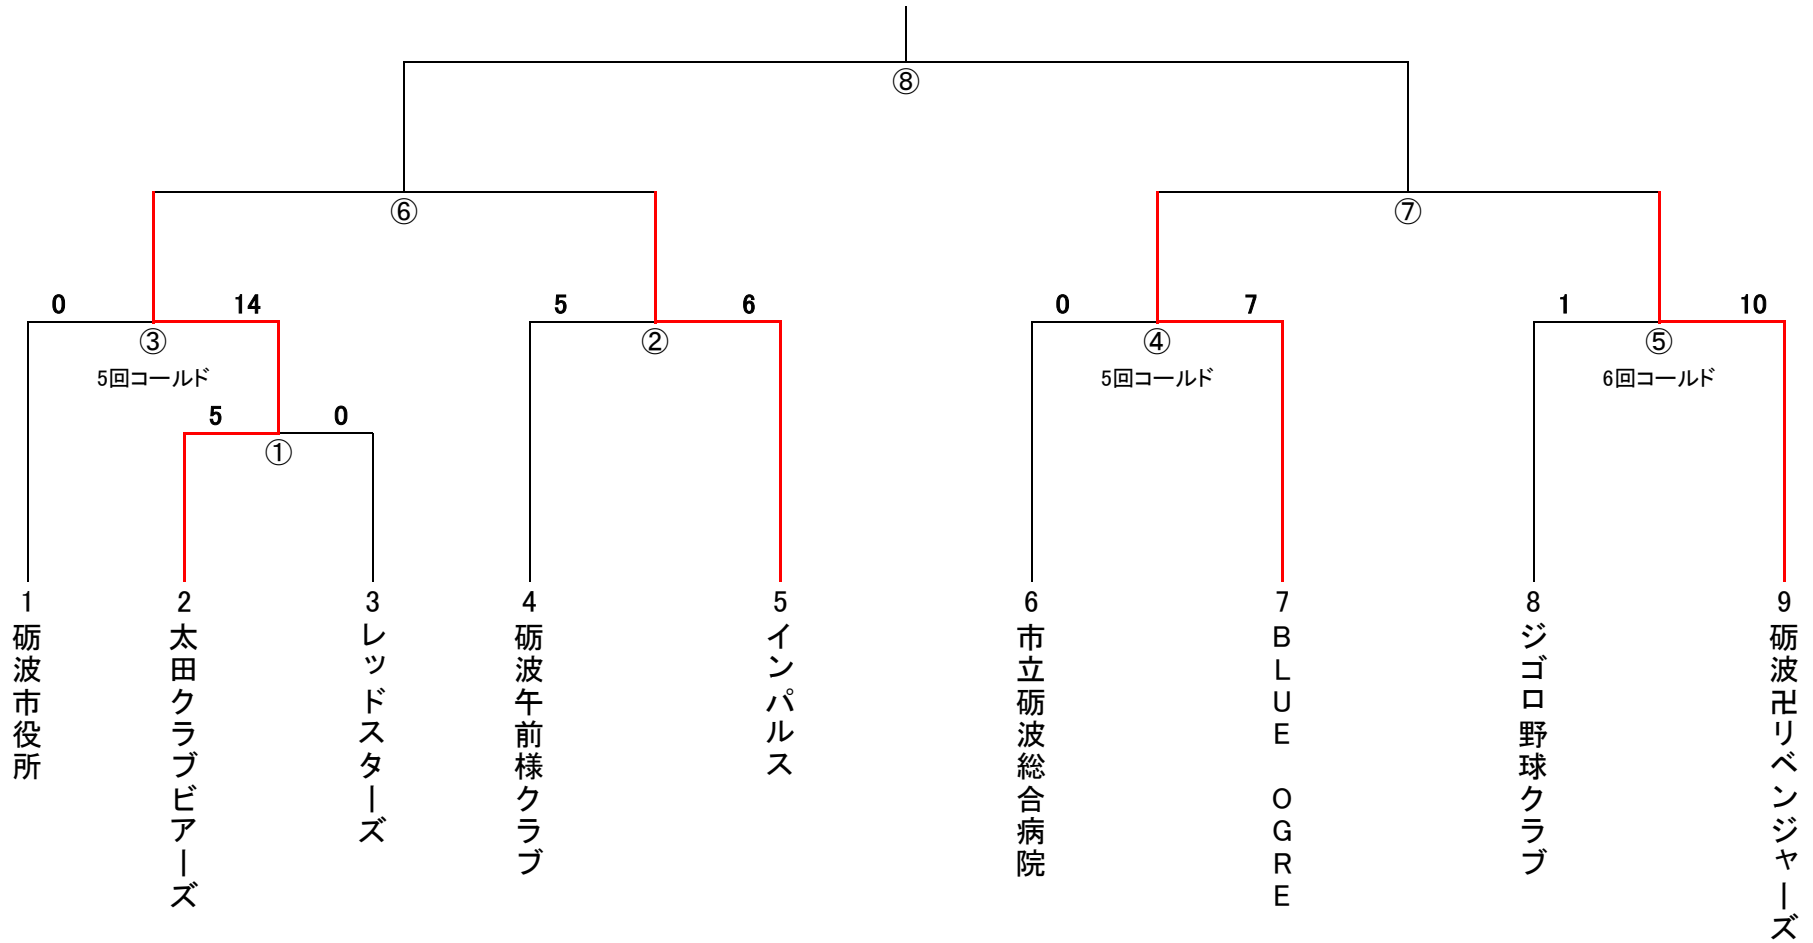 ⑧
⑥
⑦
0 14
5 6
0 7
1 10
③
②
④
⑤
5回コールド
5回コールド
6回コールド
5 0
①
1
砺波市役所
2
太田クラブビアーズ
3
レッドスターズ
4
砺波午前様クラブ
5
インパルス
6
市立砺波総合病院
7
BLUE OGRE
8
ジゴロ野球クラブ
9
砺波卍リベンジャーズ